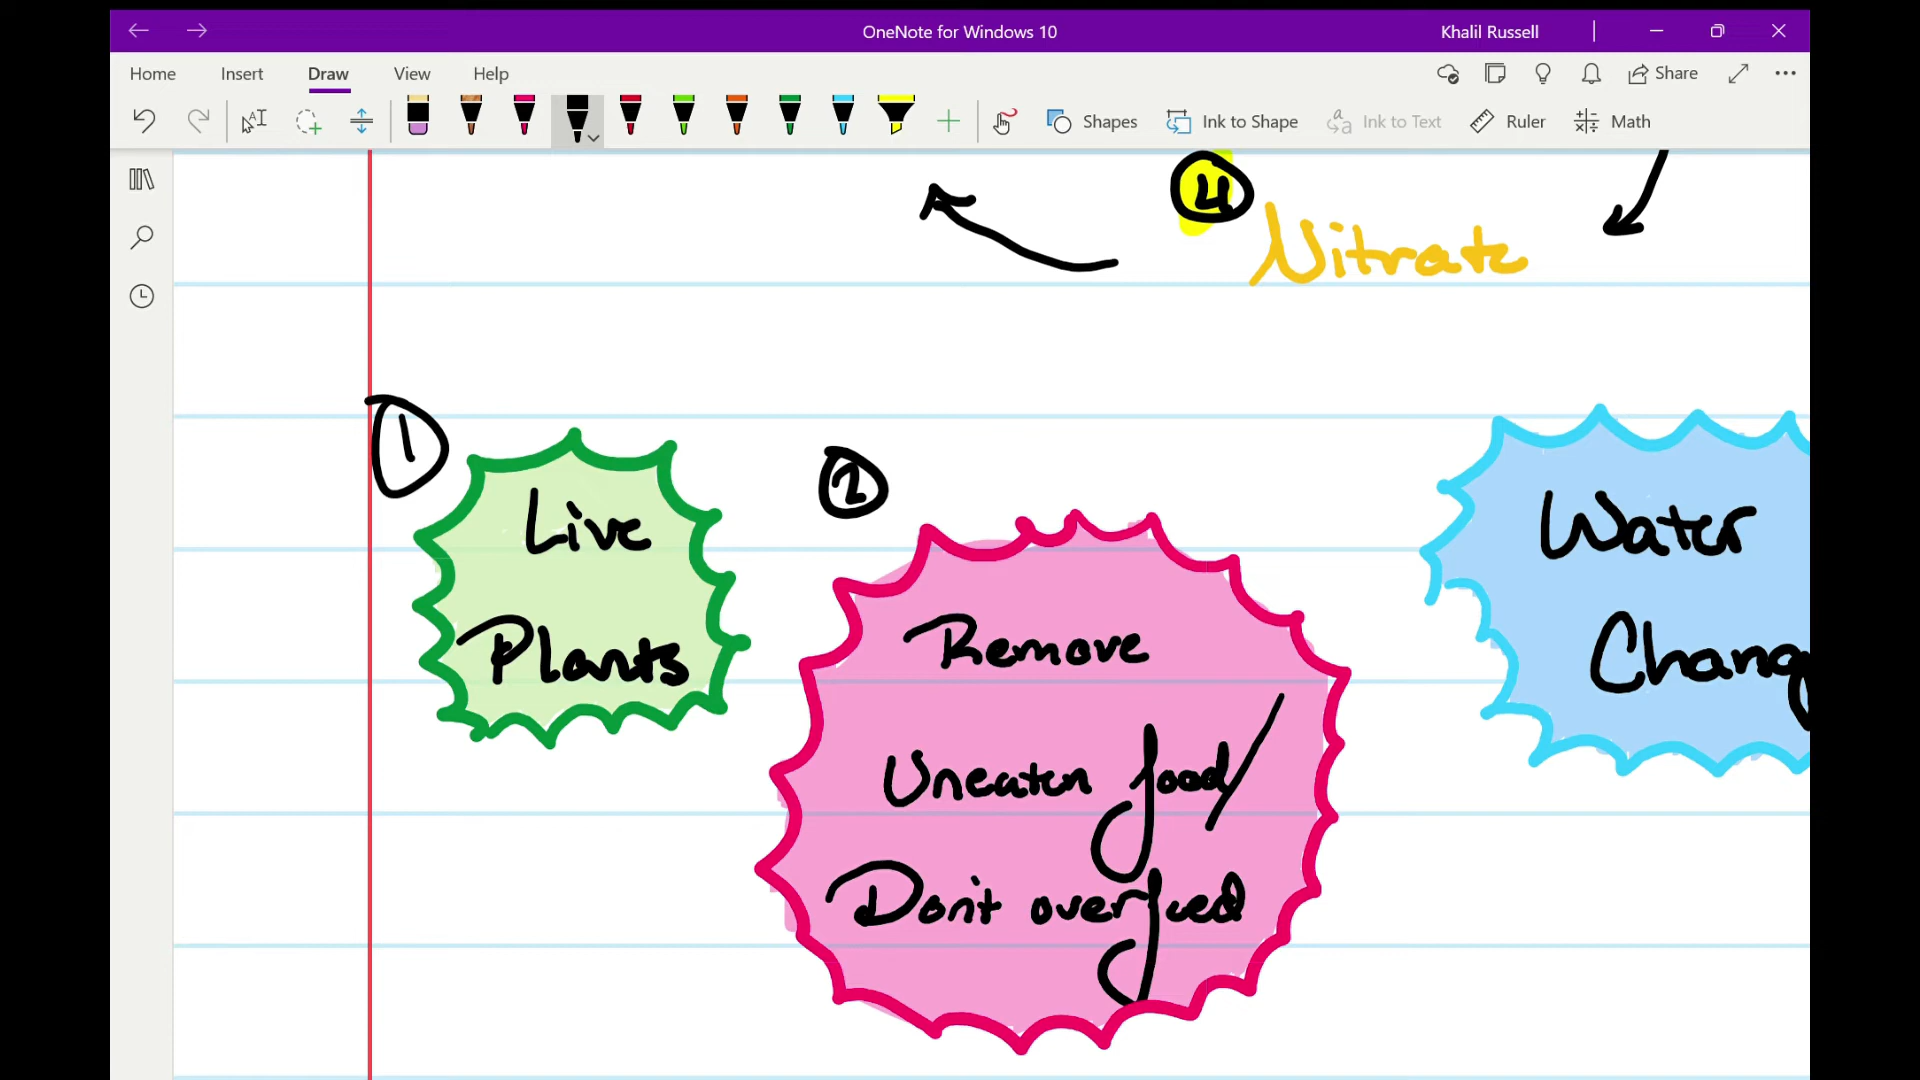 OneNote for Windows 10
Khalil Russell
Home Insert Draw View Help
Share
Shapes Ink to Shape Ink to Text Ruler Math
4
Nitrate
1
Live
Plants
2
Remove
Uneaten food/
Don't overfeed
Water
Chang